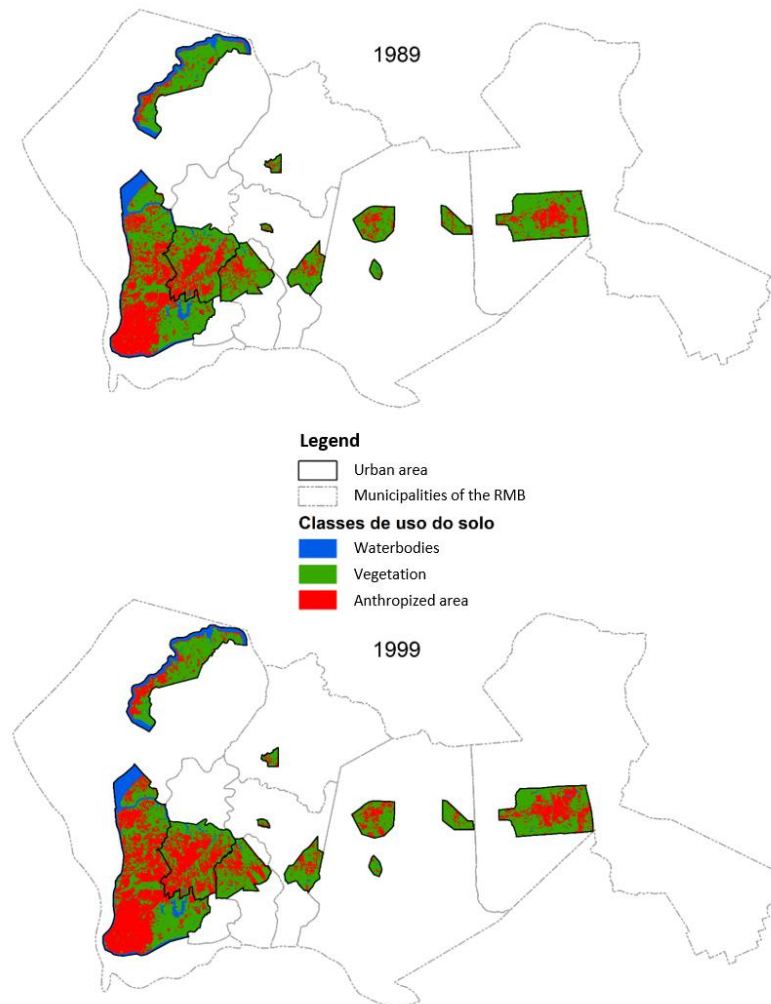 1989
Legend
Urban area
Municipalities of the RMB
Classes de uso do solo
Waterbodies
Vegetation
Anthropized area
1999